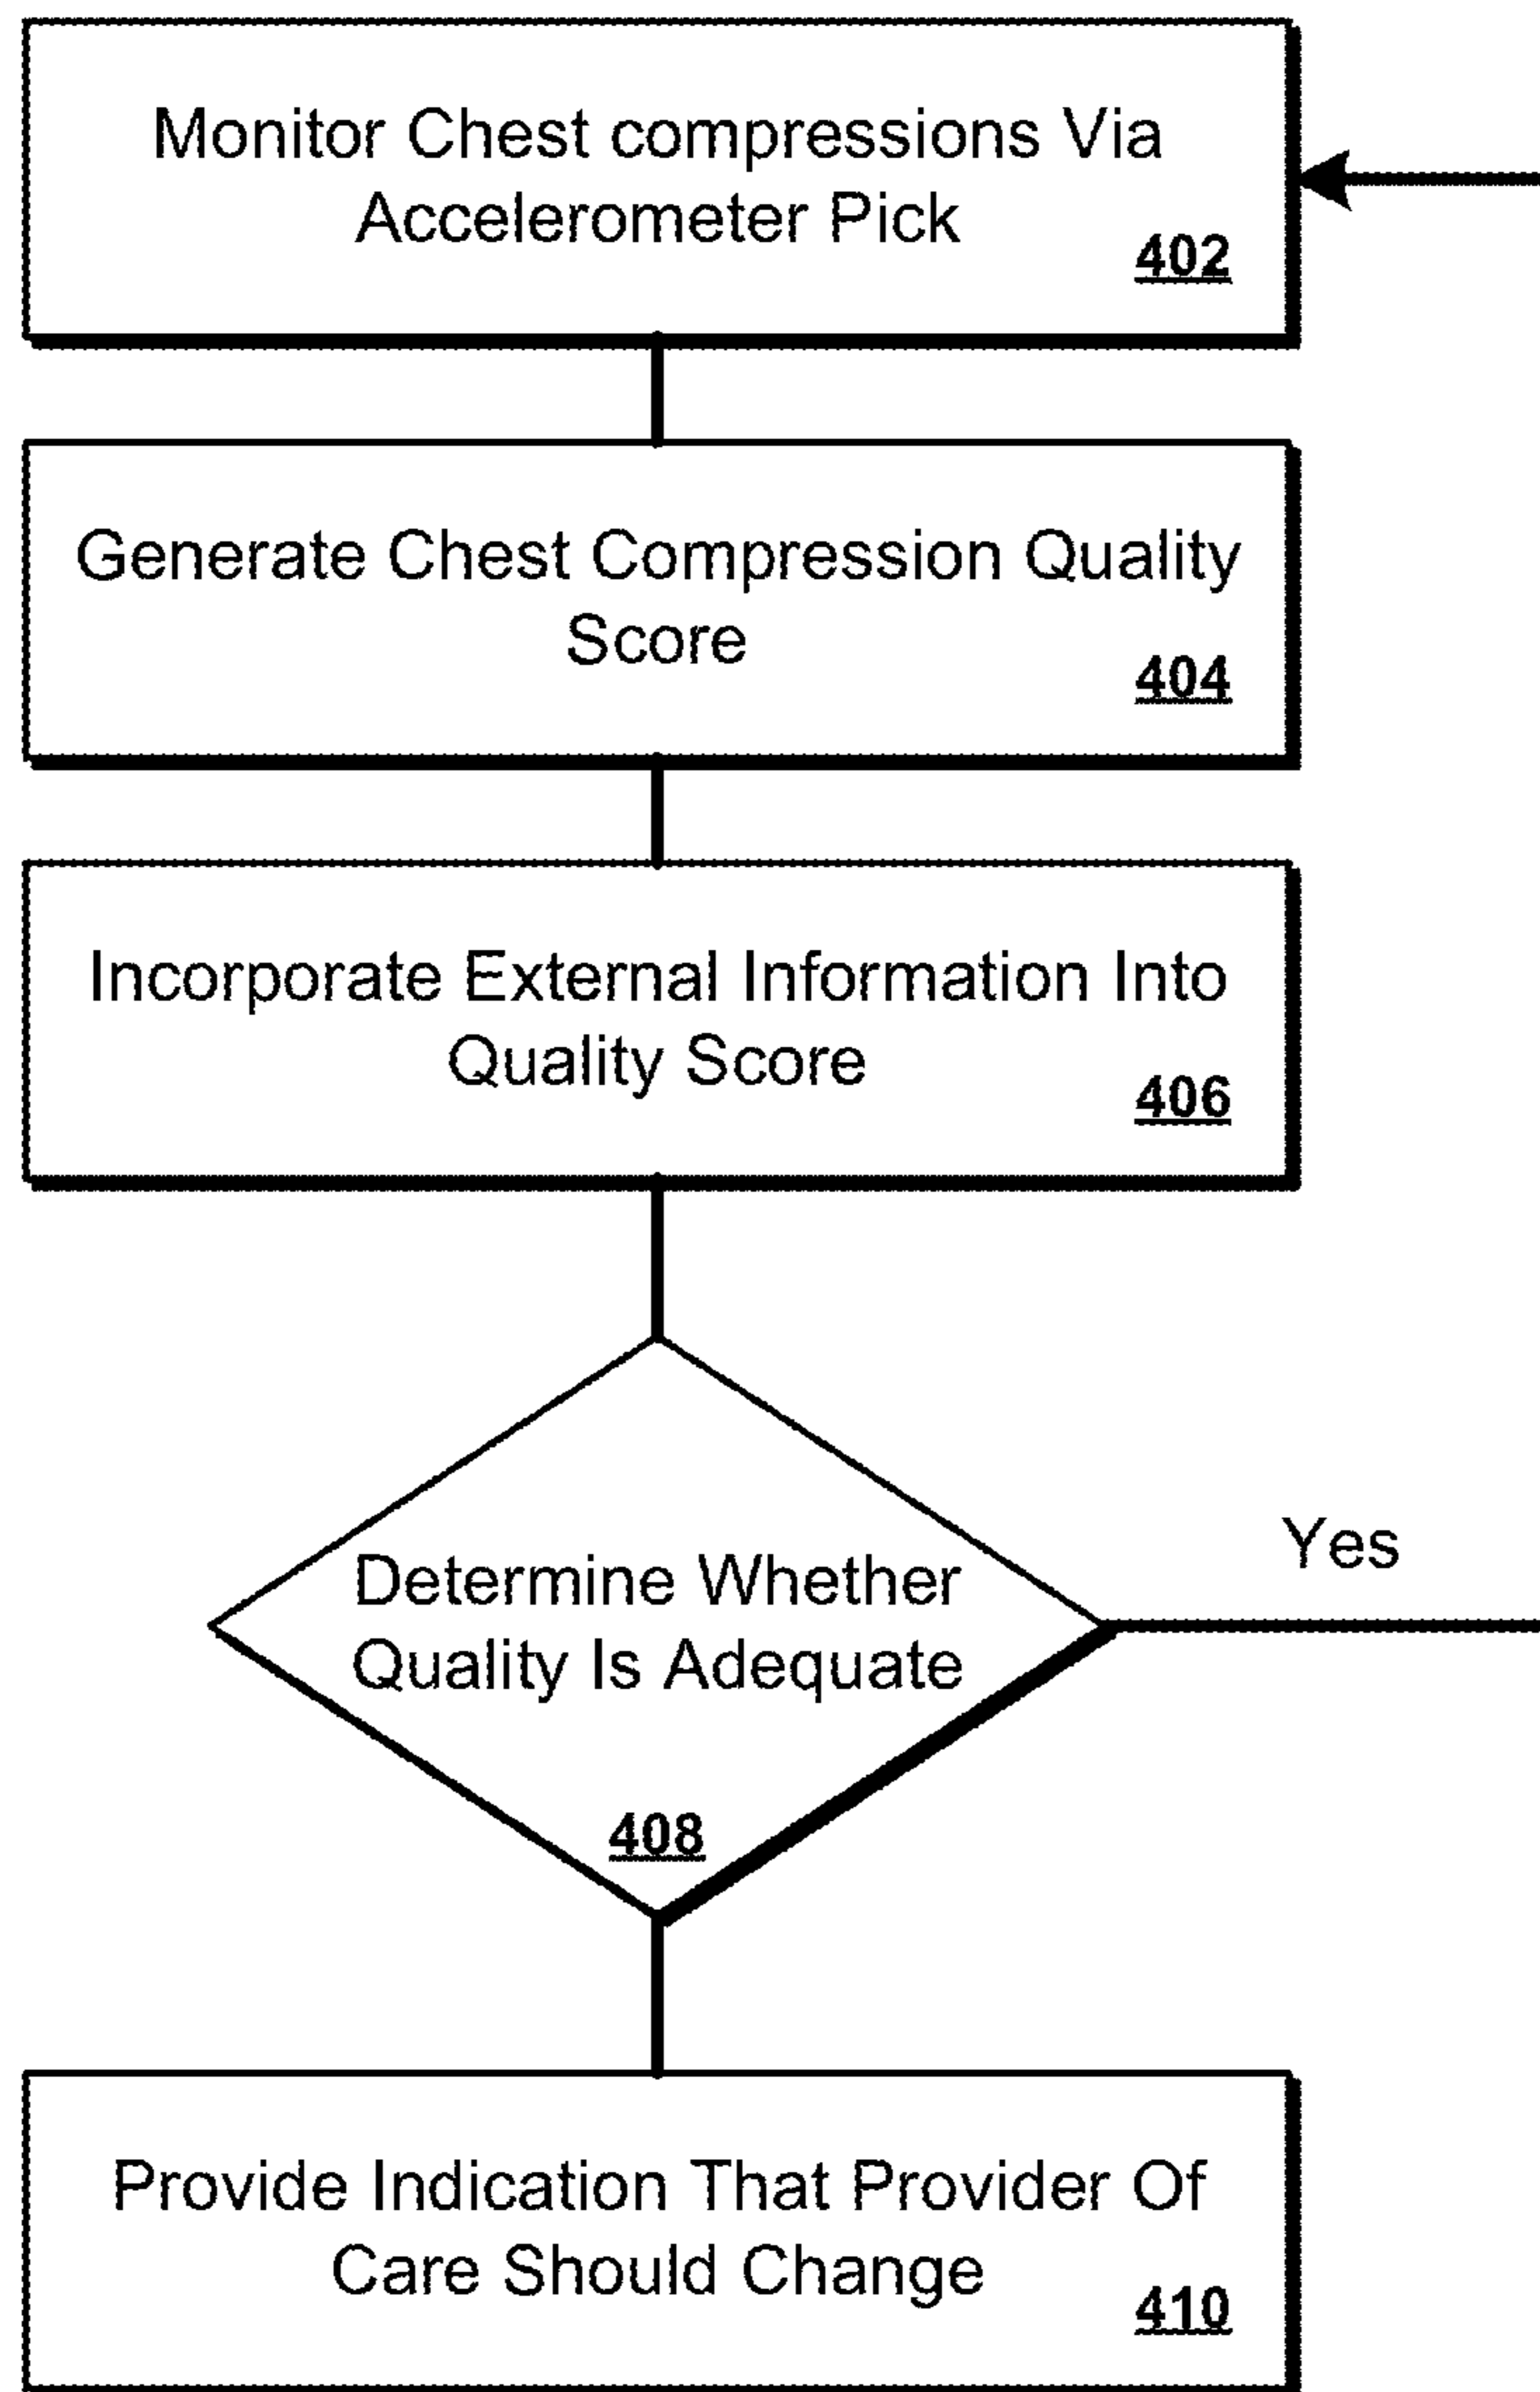 Monitor Chest compressions Via
Accelerometer Pick
402
Generate Chest Compression Quality
Score
404
Incorporate External Information Into
Quality Score
406
Yes
Determine Whether
Quality Is Adequate
408
Provide Indication That Provider Of
Care Should Change
410